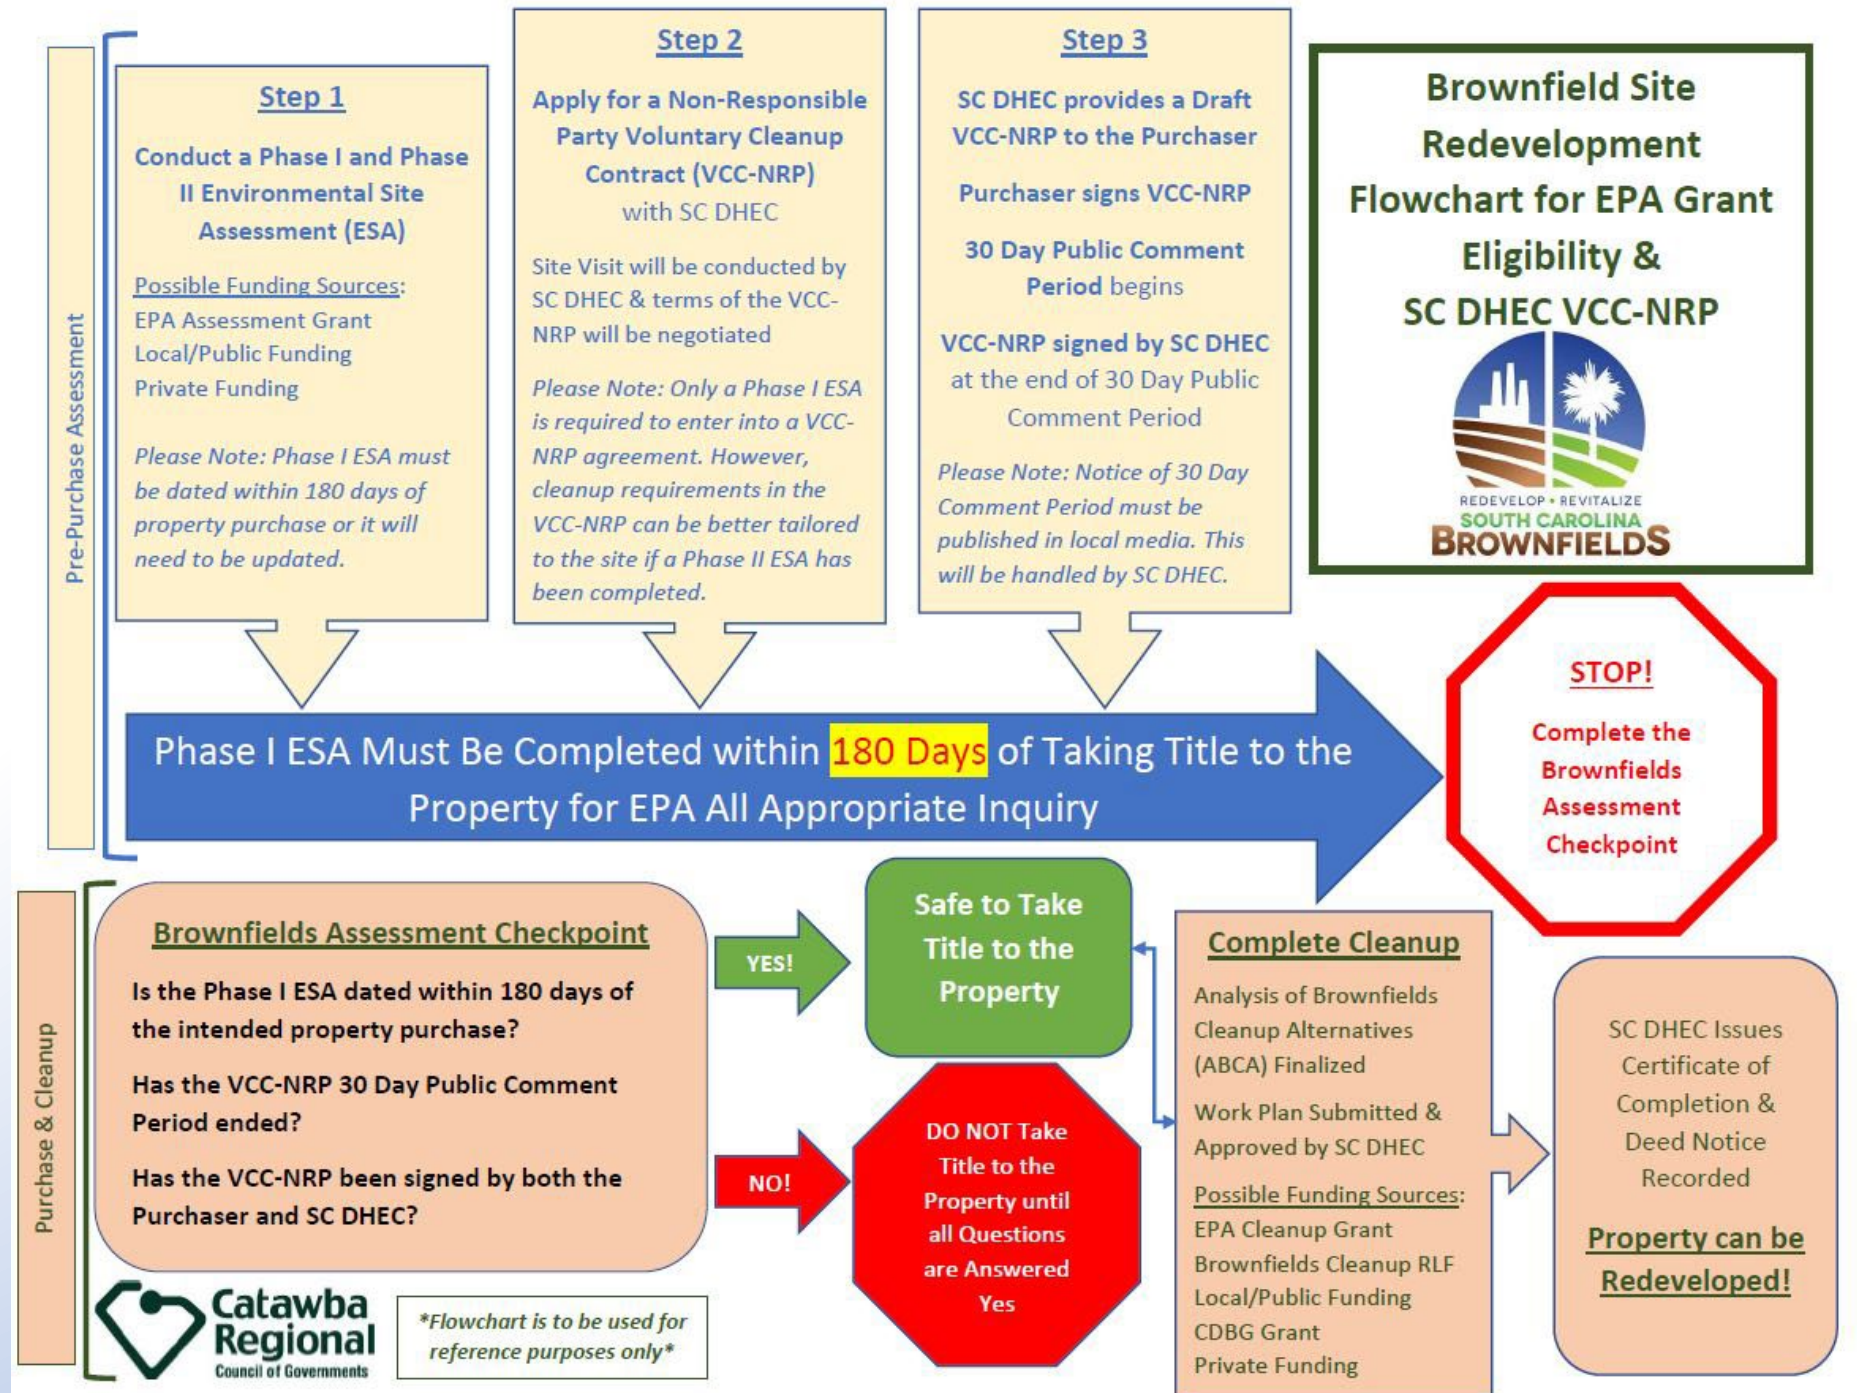 Pre-Purchase Assessment
Step 1
Conduct a Phase I and Phase
II Environmental Site
Assessment (ESA)
Possible Funding Sources:
EPA Assessment Grant
Local/Public Funding
Private Funding
Please Note: Phase I ESA must
be dated within 180 days of
property purchase or it will
need to be updated.
Step 2
Apply for a Non-Responsible
Party Voluntary Cleanup
Contract (VCC-NRP)
with SC DHEC
Site Visit will be conducted by
SC DHEC & terms of the VCC-
NRP will be negotiated
Please Note: Only a Phase I ESA
is required to enter into a VCC-
NRP agreement. However,
cleanup requirements in the
VCC-NRP can be better tailored
to the site if a Phase II ESA has
been completed.
Step 3
SC DHEC provides a Draft
VCC-NRP to the Purchaser
Purchaser signs VCC-NRP
30 Day Public Comment
Period begins
VCC-NRP signed by SC DHEC
at the end of 30 Day Public
Comment Period
Please Note: Notice of 30 Day
Comment Period must be
published in local media. This
will be handled by SC DHEC.
Brownfield Site
Redevelopment
Flowchart for EPA Grant
Eligibility &
SC DHEC VCC-NRP
REDEVELOP • REVITALIZE
SOUTH CAROLINA
BROWNFIELDS
Phase I ESA Must Be Completed within 180 Days of Taking Title to the
Property for EPA All Appropriate Inquiry
STOP!
Complete the
Brownfields
Assessment
Checkpoint
Purchase & Cleanup
Brownfields Assessment Checkpoint
Is the Phase I ESA dated within 180 days of
the intended property purchase?
Has the VCC-NRP 30 Day Public Comment
Period ended?
Has the VCC-NRP been signed by both the
Purchaser and SC DHEC?
YES!
Safe to Take
Title to the
Property
NO!
DO NOT Take
Title to the
Property until
all Questions
are Answered
Yes
Complete Cleanup
Analysis of Brownfields
Cleanup Alternatives
(ABCA) Finalized
Work Plan Submitted &
Approved by SC DHEC
Possible Funding Sources:
EPA Cleanup Grant
Brownfields Cleanup RLF
Local/Public Funding
CDBG Grant
Private Funding
SC DHEC Issues
Certificate of
Completion &
Deed Notice
Recorded
Property can be
Redeveloped!
Catawba
Regional
Council of Governments
*Flowchart is to be used for
reference purposes only*